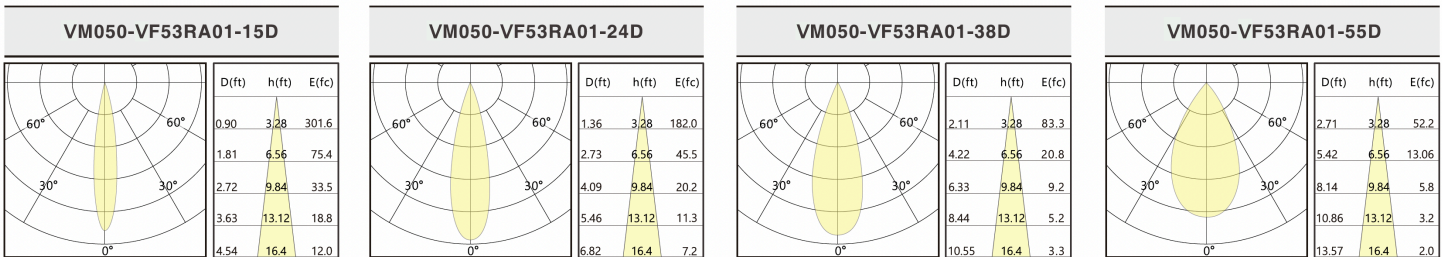 VM050-VF53RA01-15D
60° 60°
30° 30°
0°
D(ft) h(ft) E(fc)
0.90 3.28 301.6
1.81 6.56 75.4
2.72 9.84 33.5
3.63 13.12 18.8
4.54 16.4 12.0
VM050-VF53RA01-24D
60° 60°
30° 30°
0°
D(ft) h(ft) E(fc)
1.36 3.28 182.0
2.73 6.56 45.5
4.09 9.84 20.2
5.46 13.12 11.3
6.82 16.4 7.2
VM050-VF53RA01-38D
60° 60°
30° 30°
0°
D(ft) h(ft) E(fc)
2.11 3.28 83.3
4.22 6.56 20.8
6.33 9.84 9.2
8.44 13.12 5.2
10.55 16.4 3.3
VM050-VF53RA01-55D
60° 60°
30° 30°
0°
D(ft) h(ft) E(fc)
2.71 3.28 52.2
5.42 6.56 13.06
8.14 9.84 5.8
10.86 13.12 3.2
13.57 16.4 2.0